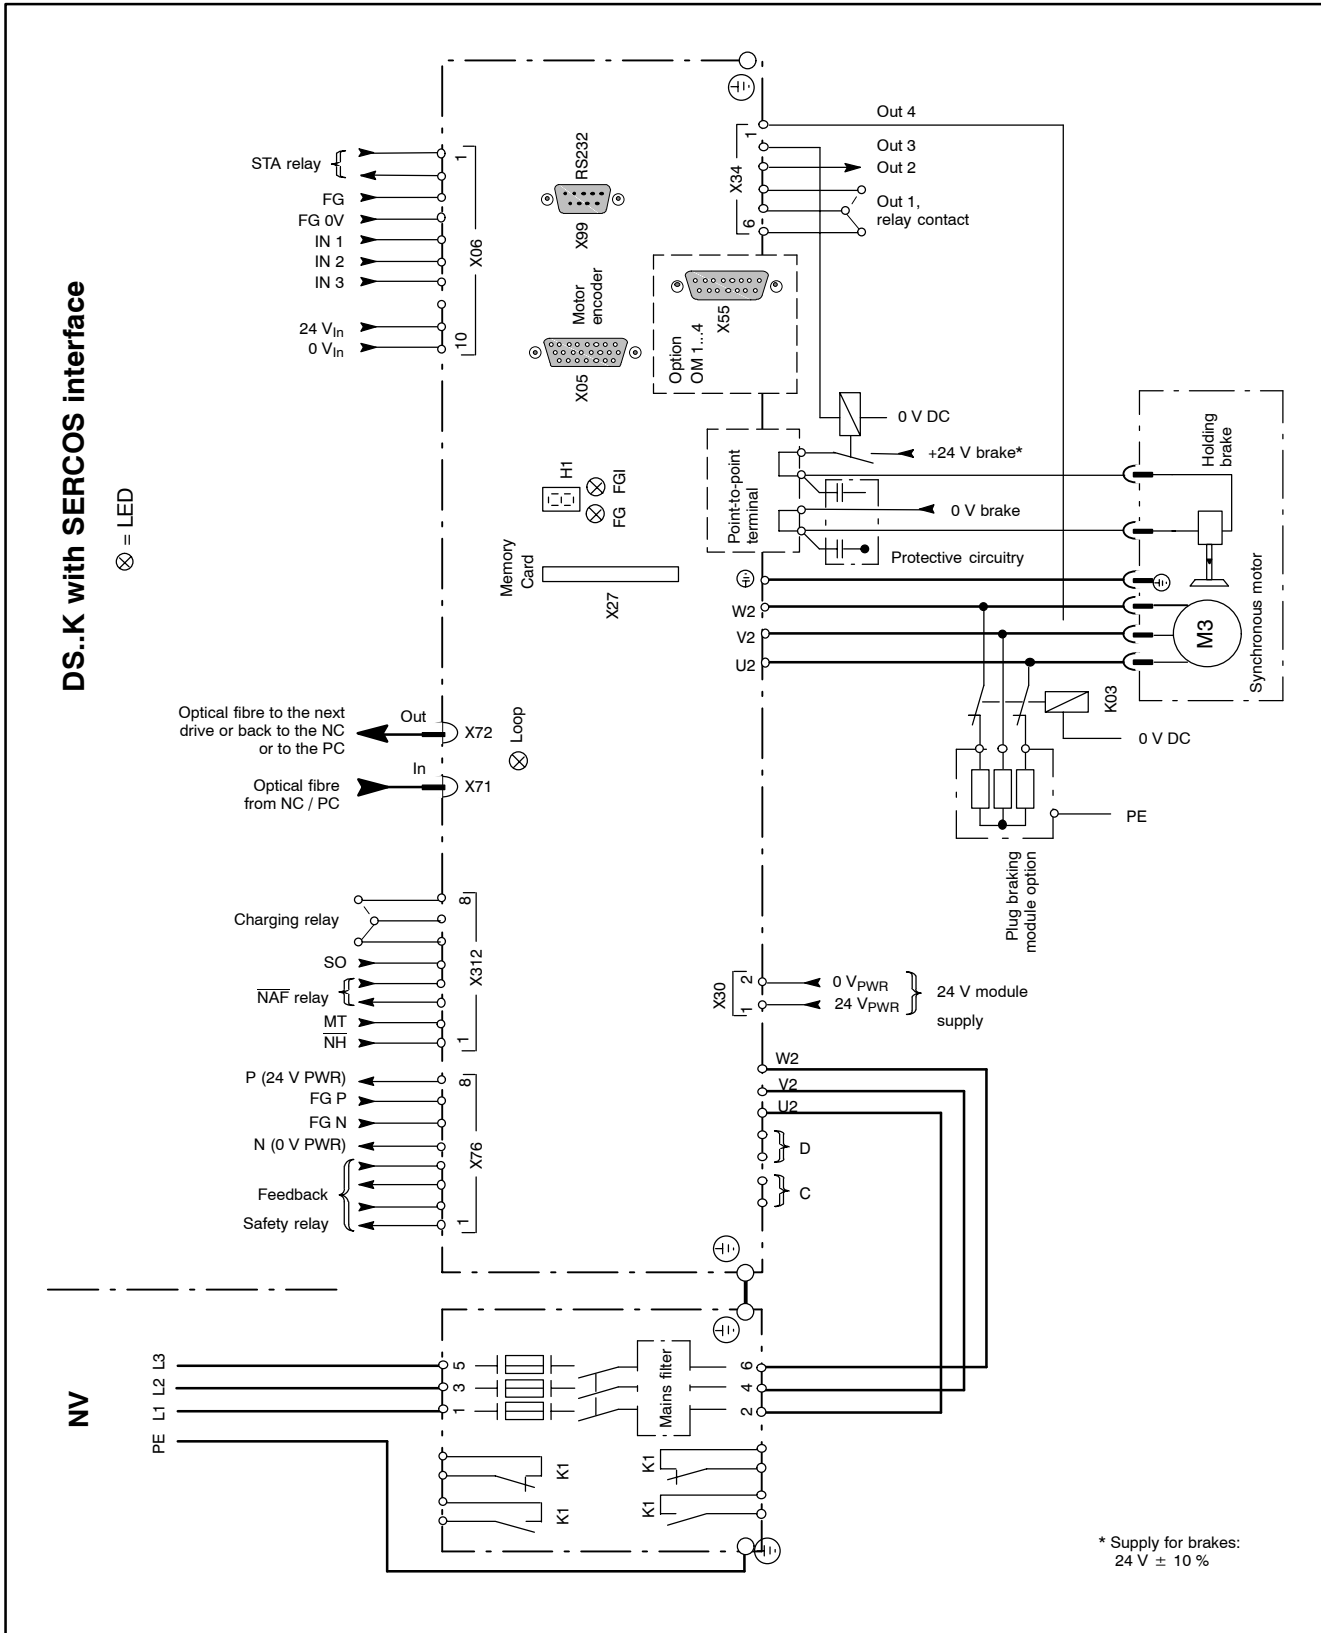 DS..K with SERCOS interface
= LED
STA relay
FG
FG 0V
IN 1
IN 2
IN 3
24 VIn
0 VIn
1
X06
10
RS232
X99
Motor
encoder
X05
1
X34
6
Out 4
Out 3
Out 2
Out 1,
relay contact
X55
Option
OM 1...4
H1
FG
FGI
Memory
Card
X27
Point-to-point
terminal
0 V DC
+24 V brake*
0 V brake
Protective circuitry
Holding
brake
Synchronous motor
M3
W2
V2
U2
K03
0 V DC
PE
Plug braking
module option
Optical fibre to the next
drive or back to the NC
or to the PC
Out
X72
Loop
In
X71
Optical fibre
from NC / PC
Charging relay
SO
NAF relay
MT
NH
8
X312
1
P (24 V PWR)
FG P
FG N
N (0 V PWR)
Feedback
Safety relay
8
X76
1
X30
2
1
0 VPWR
24 VPWR
24 V module
supply
W2
V2
U2
D
C
NV
L3
L2
L1
PE
5
3
1
Mains filter
6
4
2
K1
K1
K1
K1
* Supply for brakes:
24 V ± 10 %